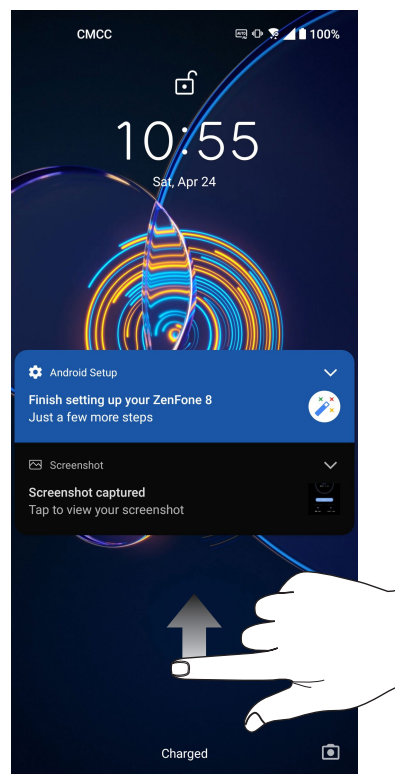 CMCC
100%
10:55
Sat, Apr 24
Android Setup
Finish setting up your ZenFone 8
Just a few more steps
Screenshot
Screenshot captured
Tap to view your screenshot
Charged